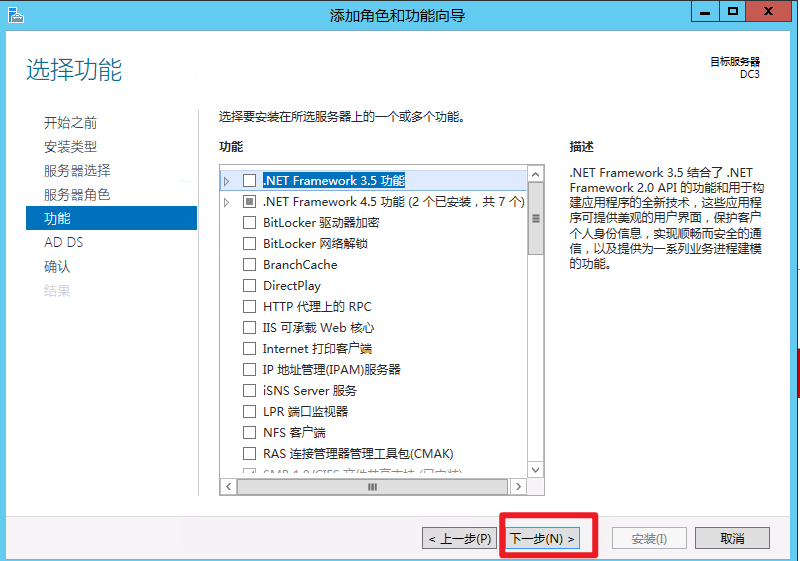 添加角色和功能向导
选择功能
目标服务器
DC3
开始之前
安装类型
服务器选择
服务器角色
功能
AD DS
确认
结果
选择要安装在所选服务器上的一个或多个功能。
功能
.NET Framework 3.5 功能
.NET Framework 4.5 功能 (2 个已安装，共 7 个)
BitLocker 驱动器加密
BitLocker 网络解锁
BranchCache
DirectPlay
HTTP 代理上的 RPC
IIS 可承载 Web 核心
Internet 打印客户端
IP 地址管理(IPAM)服务器
iSNS Server 服务
LPR 端口监视器
NFS 客户端
RAS 连接管理器管理工具包(CMAK)
SMB 1.0/CIFS 文件共享支持 (已安装)
描述
.NET Framework 3.5 结合了 .NET
Framework 2.0 API 的功能和用于构
建应用程序的全新技术，这些应用程
序可提供美观的用户界面，保护客户
个人身份信息，实现顺畅而安全的通
信，以及提供为一系列业务进程建模
的功能。
< 上一步(P)
下一步(N) >
安装(I)
取消